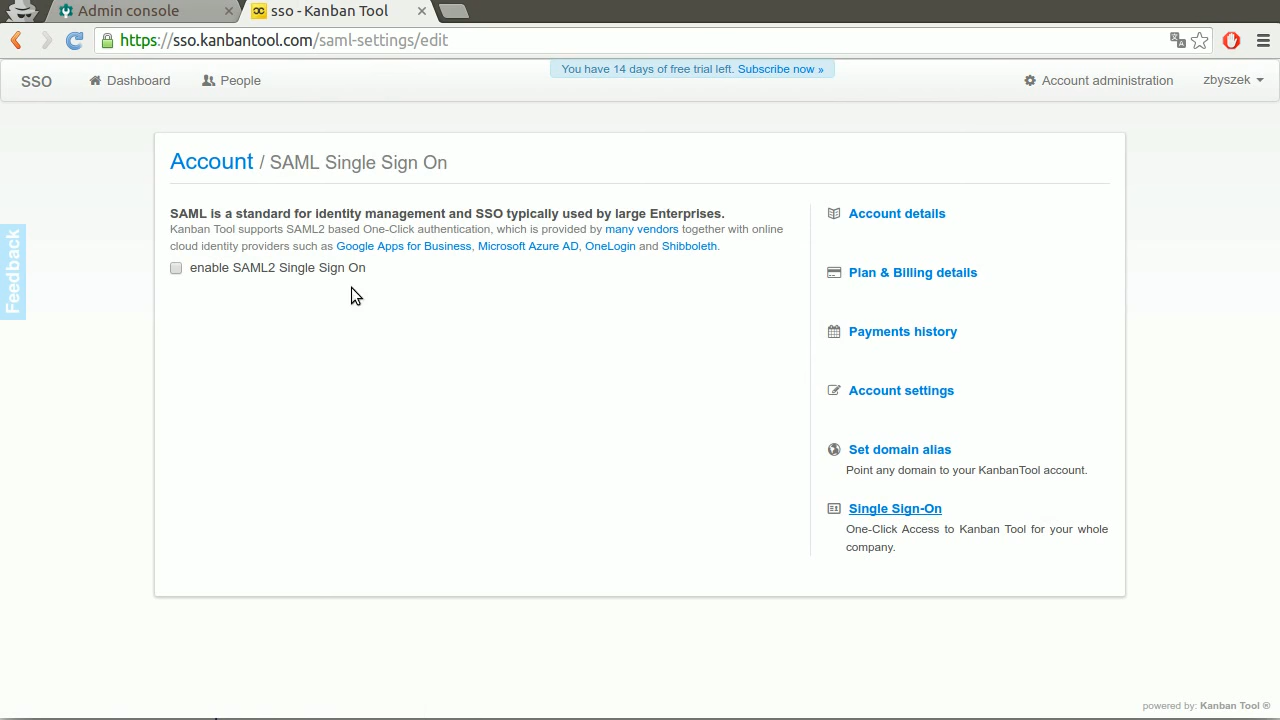 Admin console
sso - Kanban Tool
https://sso.kanbantool.com/saml-settings/edit
You have 14 days of free trial left. Subscribe now »
SSO Dashboard People Account administration zbyszek
Feedback
Account / SAML Single Sign On
SAML is a standard for identity management and SSO typically used by large Enterprises.
Kanban Tool supports SAML2 based One-Click authentication, which is provided by many vendors together with online
cloud identity providers such as Google Apps for Business, Microsoft Azure AD, OneLogin and Shibboleth.
enable SAML2 Single Sign On
Account details
Plan & Billing details
Payments history
Account settings
Set domain alias
Point any domain to your KanbanTool account.
Single Sign-On
One-Click Access to Kanban Tool for your whole
company.
powered by: Kanban Tool ®